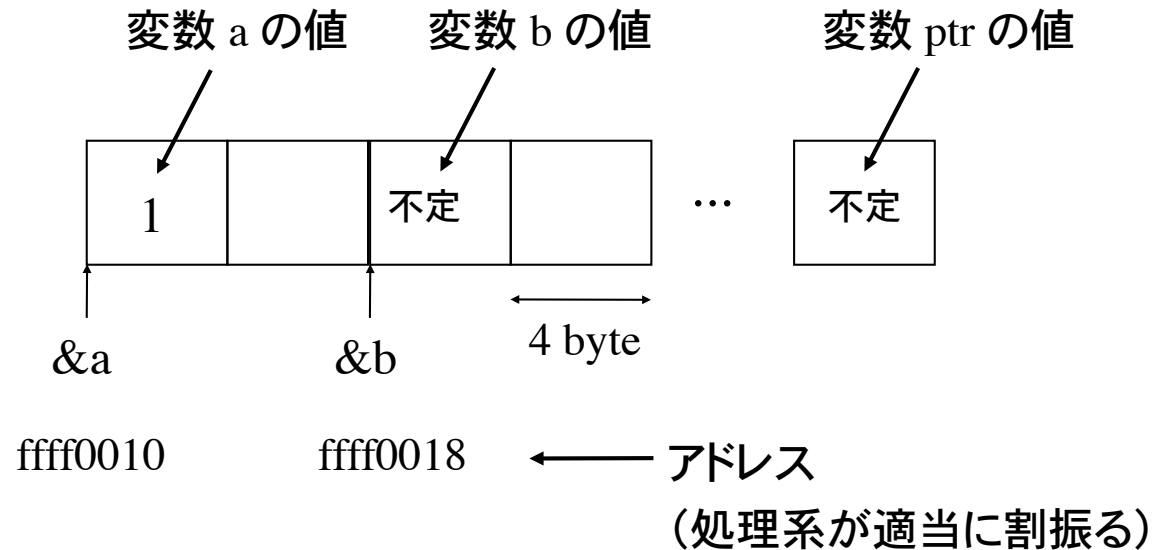 変数 a の値 変数 b の値 変数 ptr の値
1 不定 … 不定
&a &b 4 byte
ffff0010 ffff0018 アドレス
（処理系が適当に割振る）